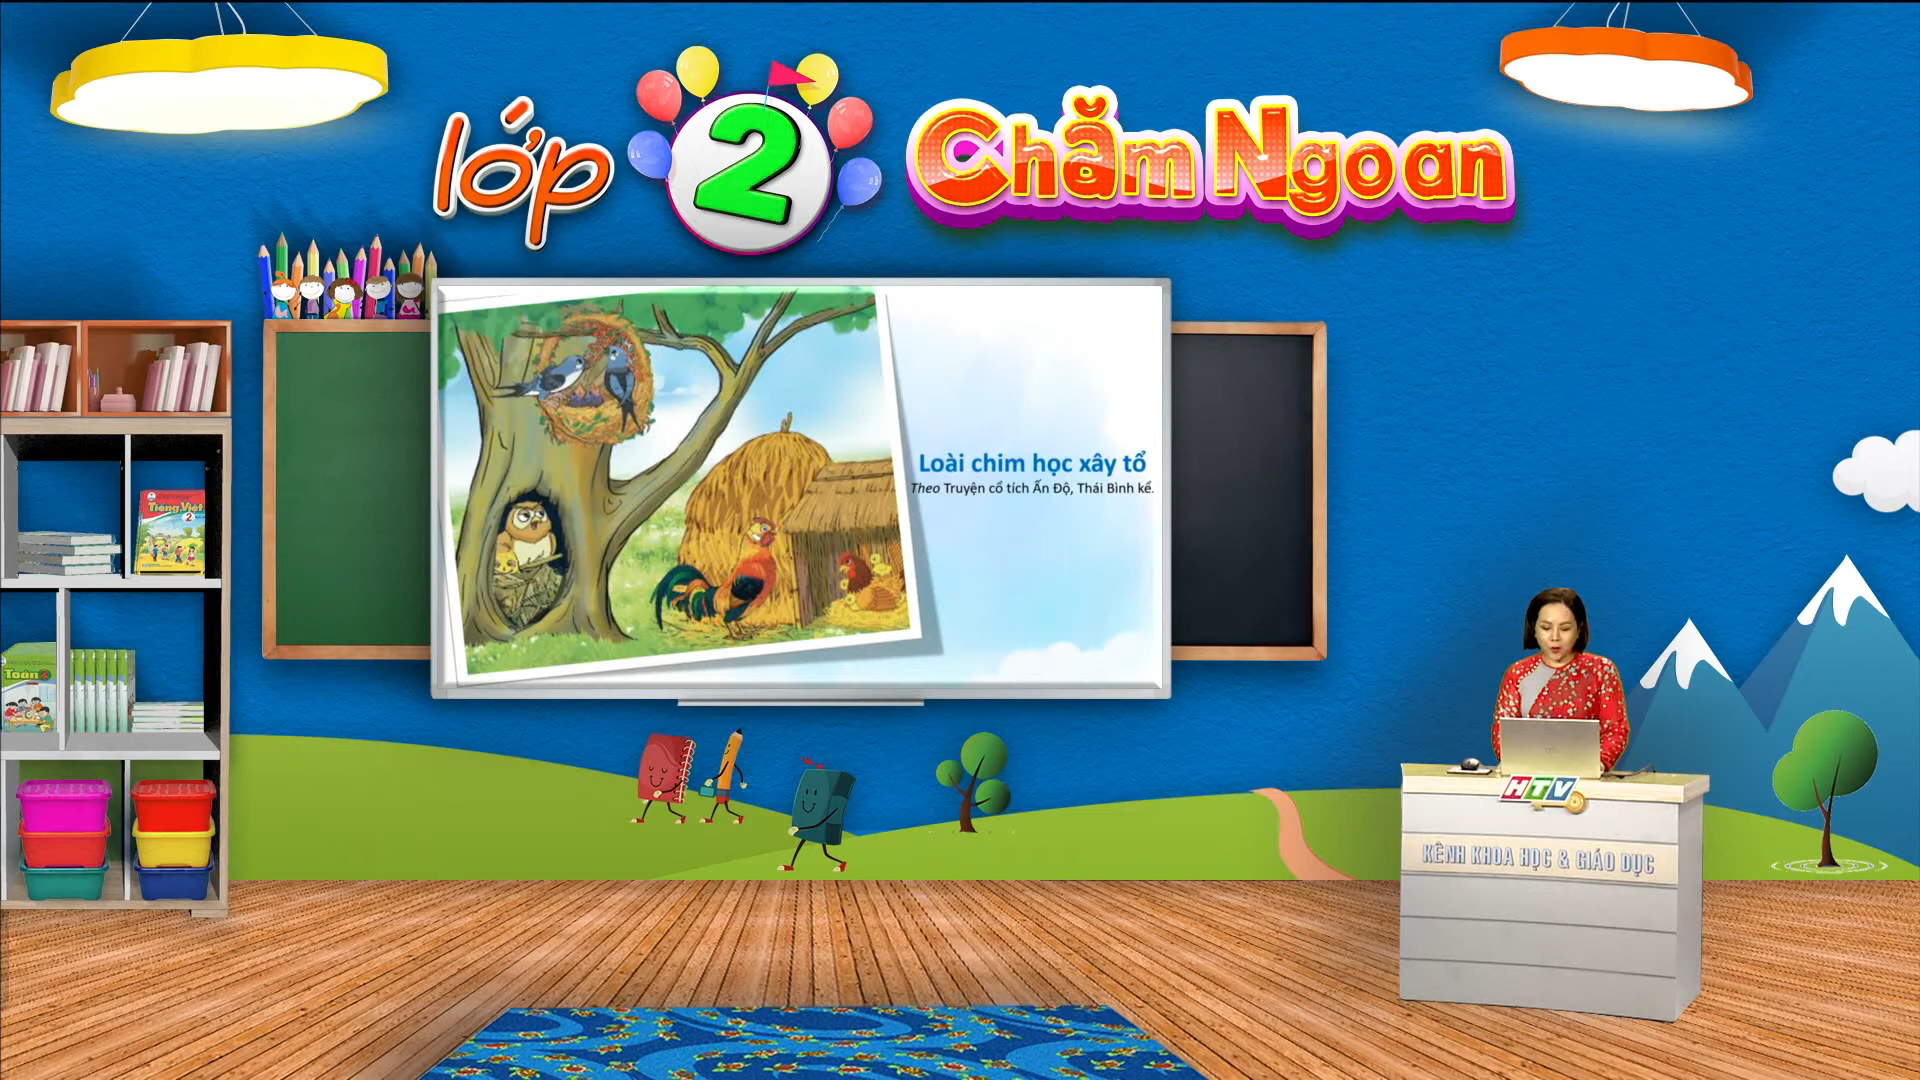 lớp 2 Chăm Ngoan
Loài chim học xây tổ
Theo Truyện cổ tích Ấn Độ, Thái Bình kể.
Tiếng Việt
2
Toán 2
HTV
KÊNH KHOA HỌC & GIÁO DỤC